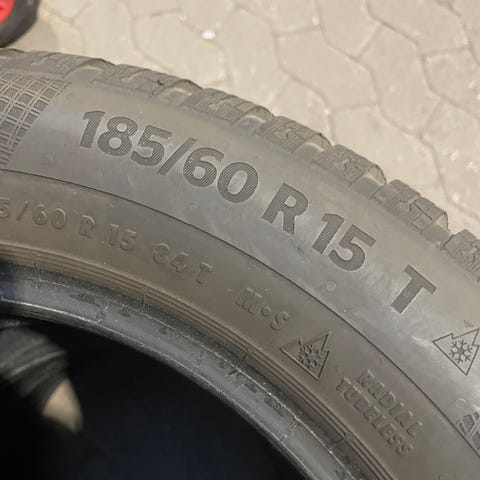 185/60 R 15 T
5/60 R 15 84 T M•S
RADIAL
TUBELESS